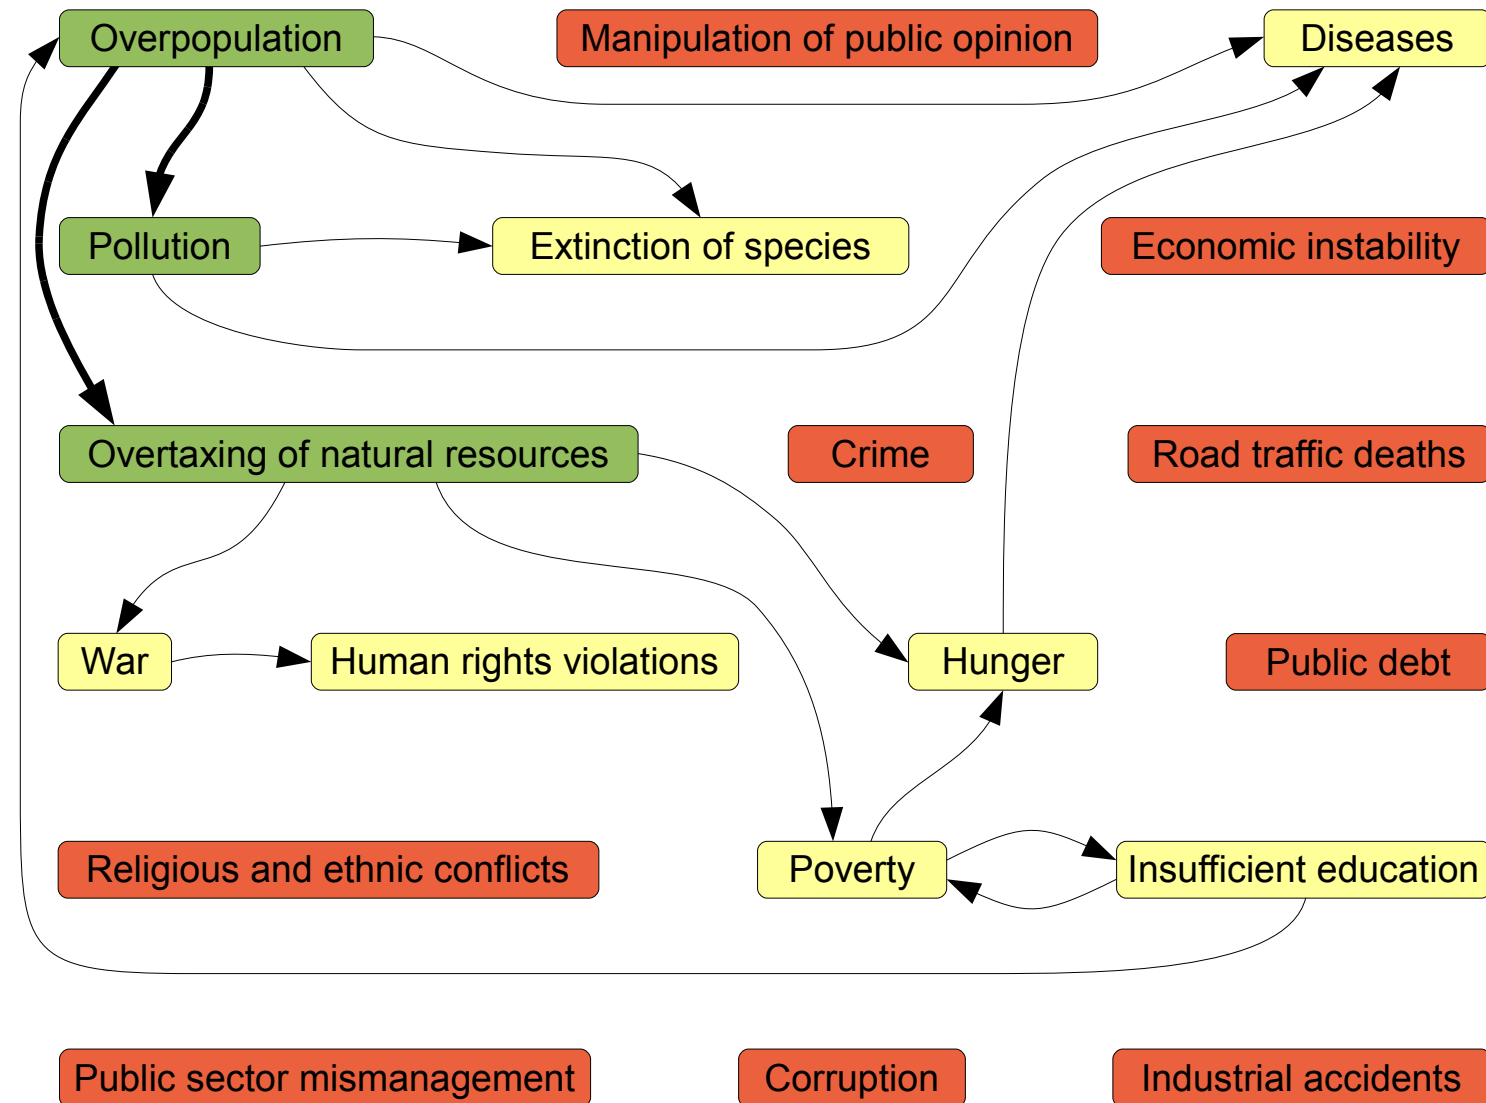 Overpopulation
Manipulation of public opinion
Diseases
Pollution
Extinction of species
Economic instability
Overtaxing of natural resources
Crime
Road traffic deaths
War
Human rights violations
Hunger
Public debt
Religious and ethnic conflicts
Poverty
Insufficient education
Public sector mismanagement
Corruption
Industrial accidents